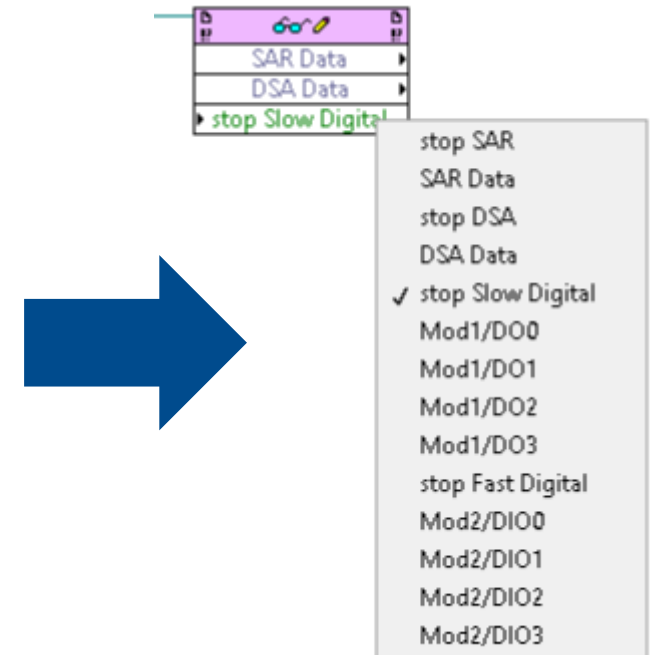 SAR Data
DSA Data
stop Slow Digital
stop SAR
SAR Data
stop DSA
DSA Data
stop Slow Digital
Mod1/DO0
Mod1/DO1
Mod1/DO2
Mod1/DO3
stop Fast Digital
Mod2/DIO0
Mod2/DIO1
Mod2/DIO2
Mod2/DIO3